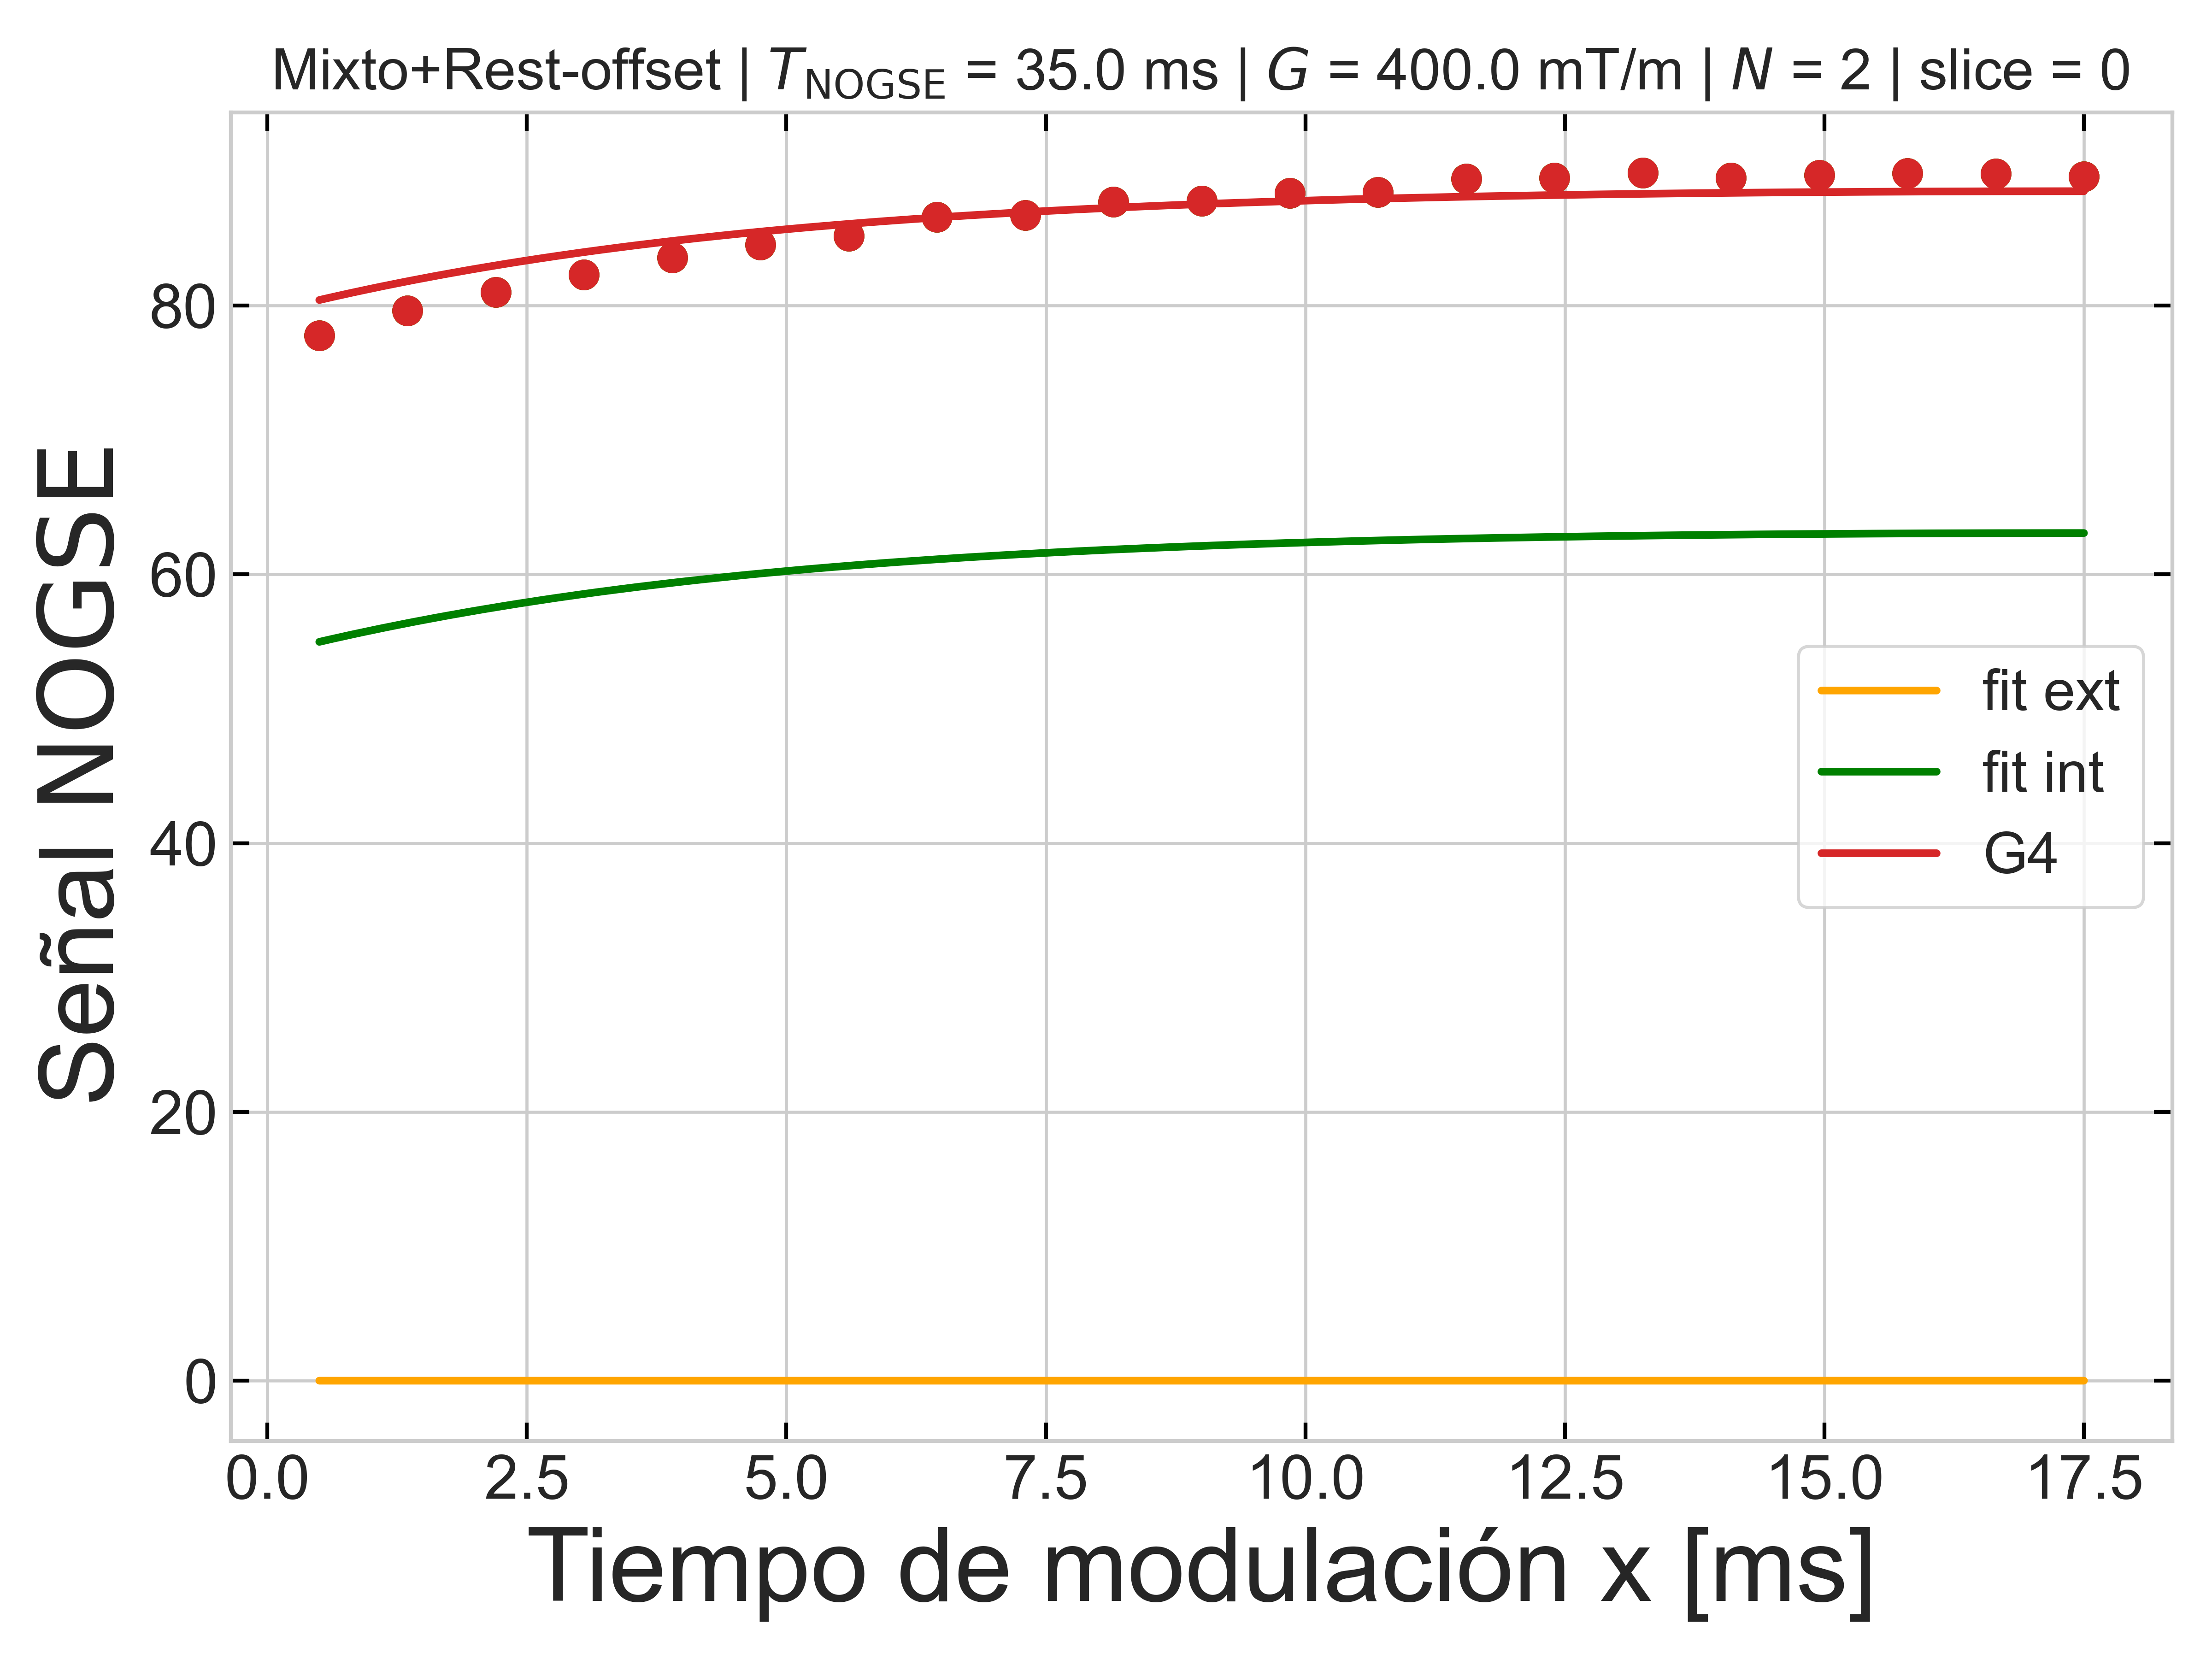 Mixto+Rest-offset | T_NOGSE = 35.0 ms | G = 400.0 mT/m | N = 2 | slice = 0
Señal NOGSE
80
60
40
20
0
fit ext
fit int
G4
0.0 2.5 5.0 7.5 10.0 12.5 15.0 17.5
Tiempo de modulación x [ms]